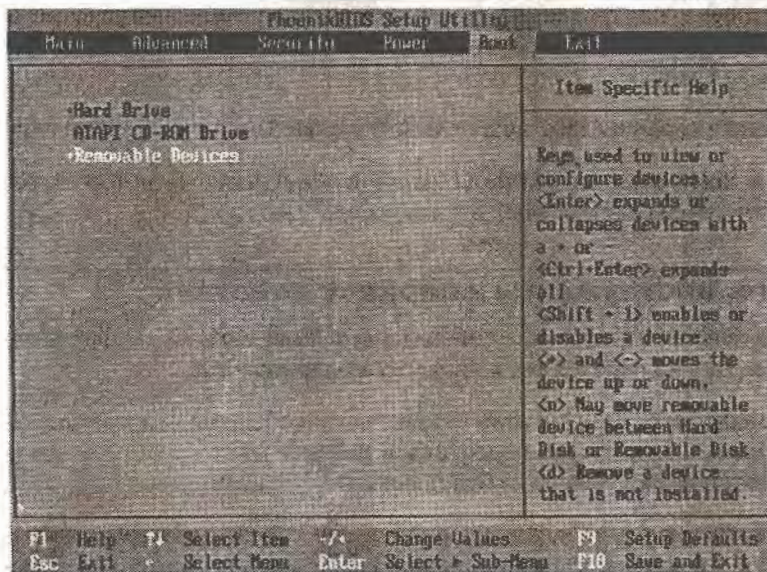 PhoenixBIOS Setup Utility
Main Advanced Security Power Boot Exit
+Hard Drive
ATAPI CD-ROM Drive
+Removable Devices
Item Specific Help
Keys used to view or
configure devices:
<Enter> expands or
collapses devices with
a + or -
<Ctrl+Enter> expands
all
<Shift + 1> enables or
disables a device.
<+> and <-> moves the
device up or down.
<n> May move removable
device between Hard
Disk or Removable Disk
<d> Remove a device
that is not installed.
F1 Help ↑↓ Select Item -/+ Change Values F9 Setup Defaults
Esc Exit Select Menu Enter Select ▶ Sub-Menu F10 Save and Exit